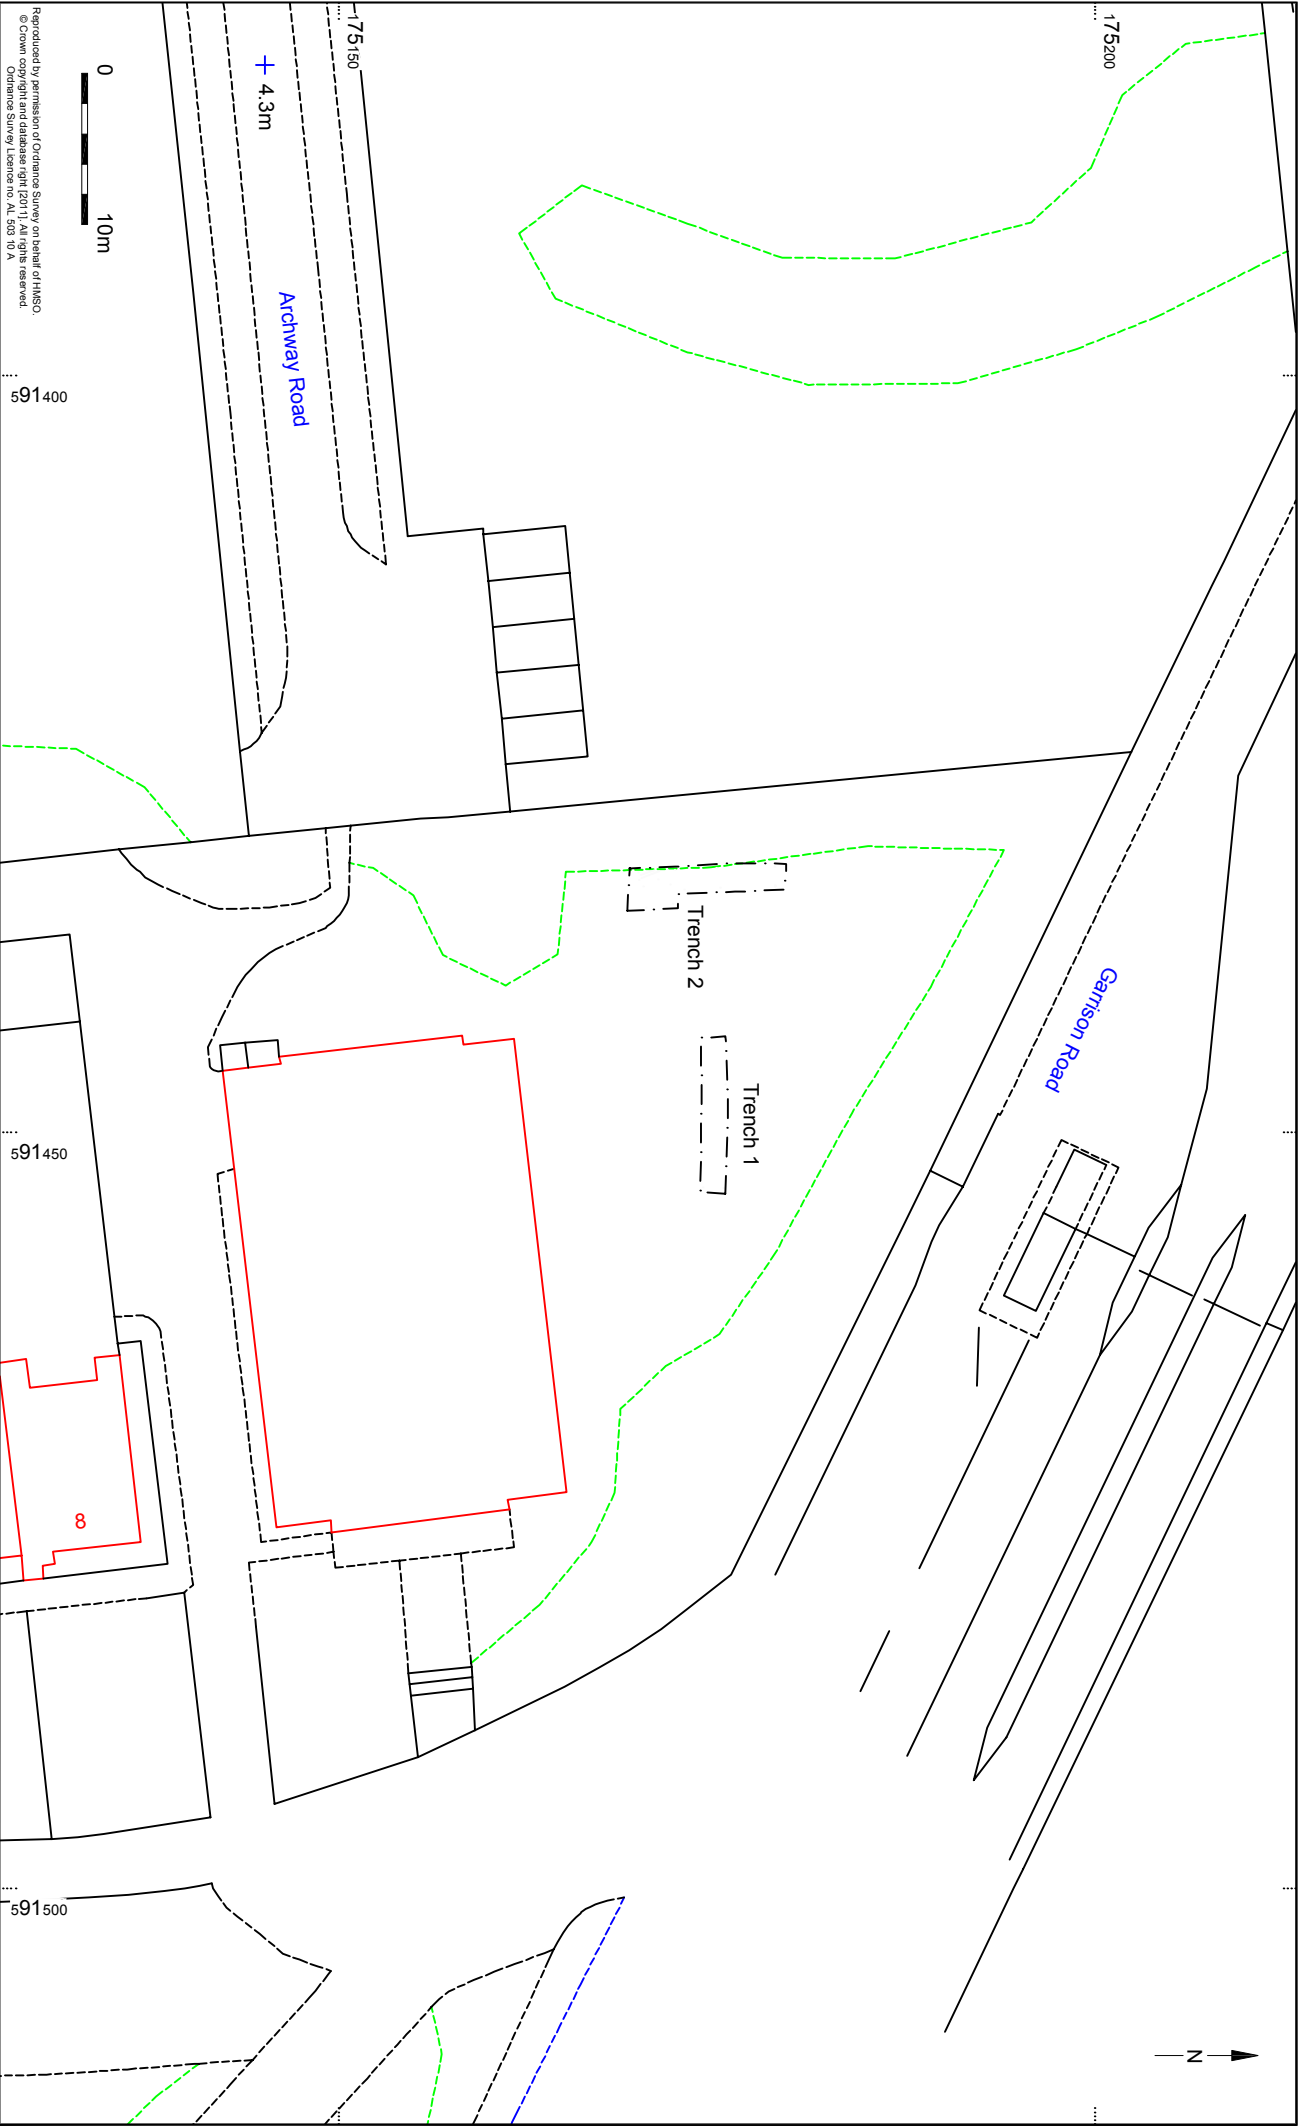 175200
175150
4.3m
Archway Road
0
10m
Reproduced by permission of Ordnance Survey on behalf of HMSO.
© Crown copyright and database right [2011]. All rights reserved.
Ordnance Survey Licence no. AL 503 10 A
591400
Garrison Road
Trench 2
Trench 1
591450
8
591500
N